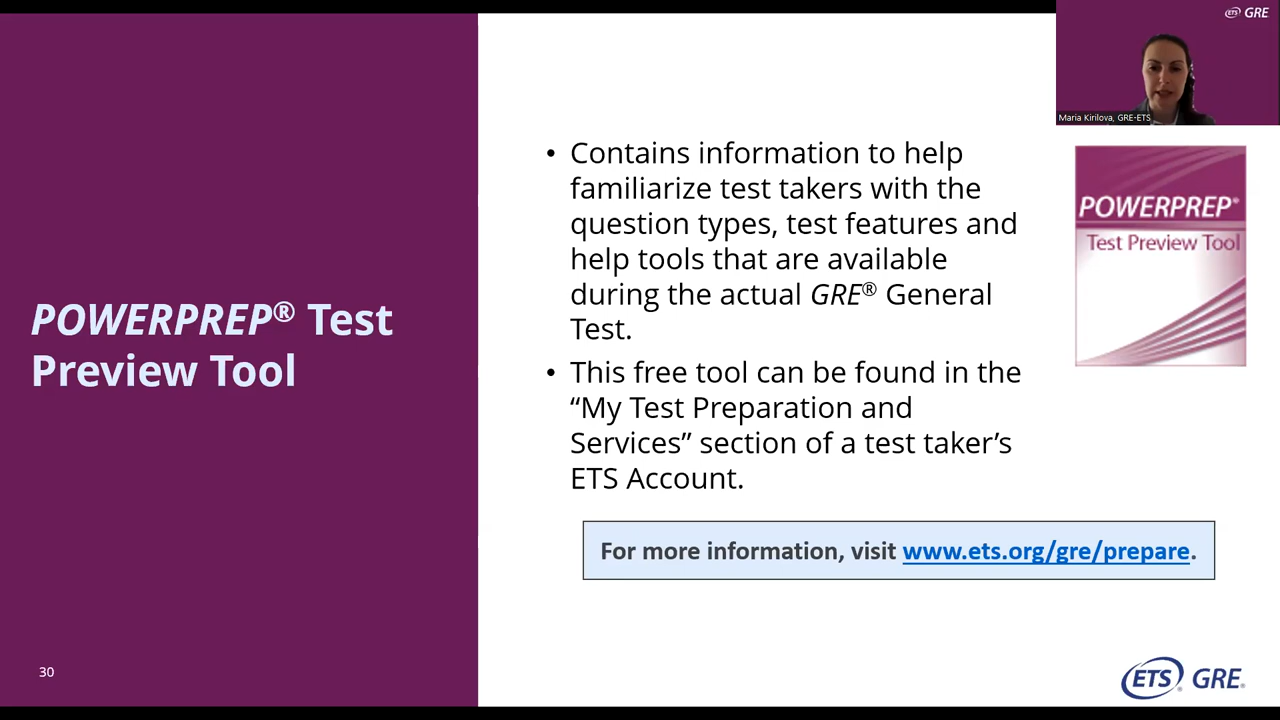 ETS GRE
Maria Kirilova, GRE-ETS
POWERPREP® Test
Preview Tool
• Contains information to help
familiarize test takers with the
question types, test features and
help tools that are available
during the actual GRE® General
Test.
• This free tool can be found in the
“My Test Preparation and
Services” section of a test taker’s
ETS Account.
POWERPREP®
Test Preview Tool
For more information, visit www.ets.org/gre/prepare.
30
ETS® GRE®